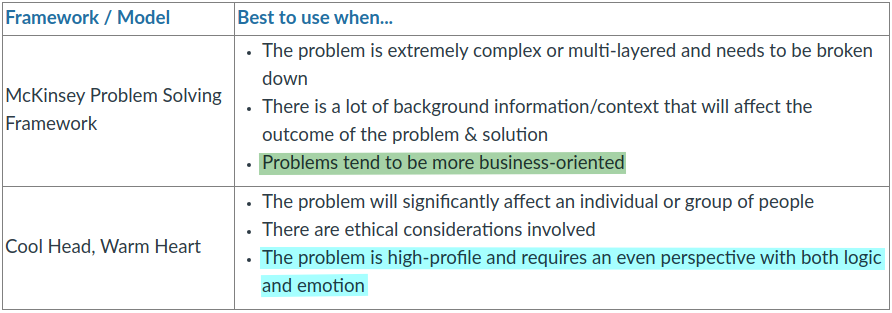 Framework / Model
Best to use when...
McKinsey Problem Solving
Framework
• The problem is extremely complex or multi-layered and needs to be broken
down
• There is a lot of background information/context that will affect the
outcome of the problem & solution
• Problems tend to be more business-oriented
Cool Head, Warm Heart
• The problem will significantly affect an individual or group of people
• There are ethical considerations involved
• The problem is high-profile and requires an even perspective with both logic
and emotion